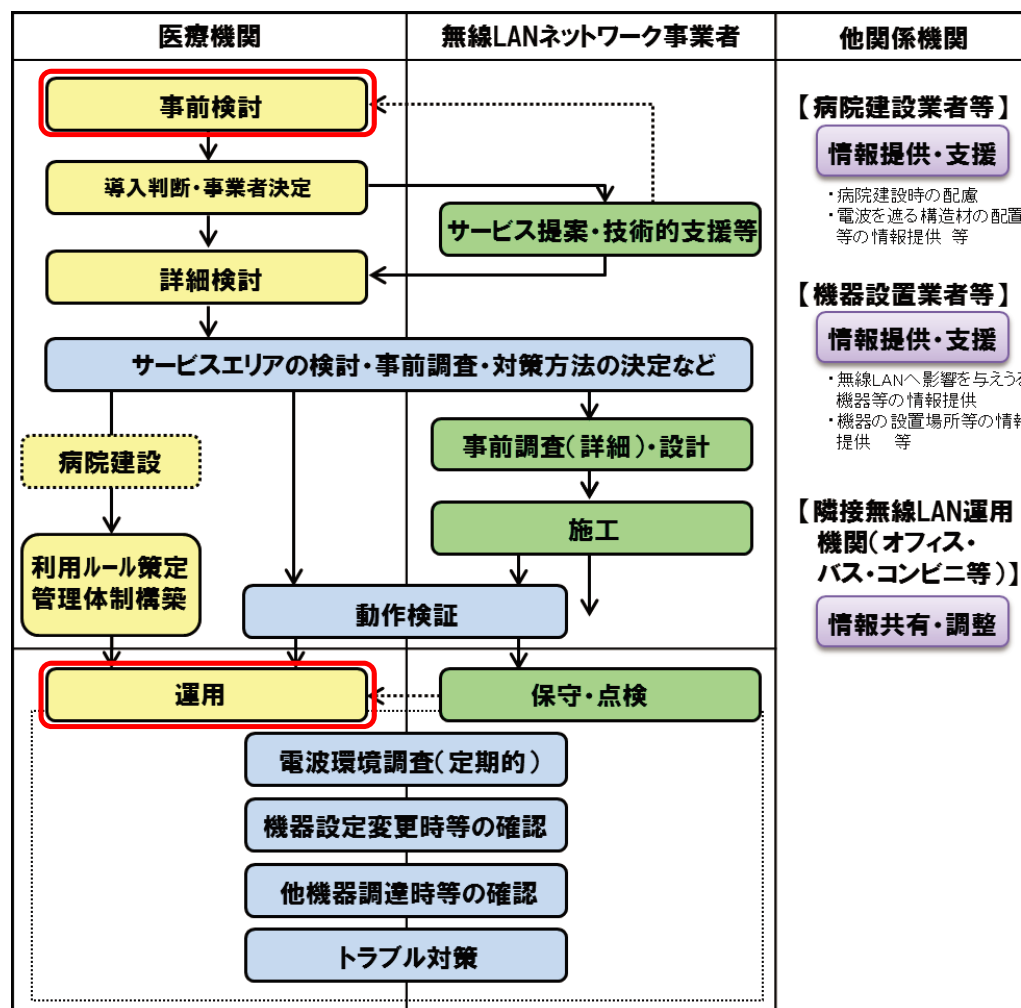 医療機関
無線LANネットワーク事業者
他関係機関
事前検討
導入判断・事業者決定
サービス提案・技術的支援等
詳細検討
サービスエリアの検討・事前調査・対策方法の決定など
病院建設
事前調査(詳細)・設計
施工
利用ルール策定
管理体制構築
動作検証
運用
保守・点検
電波環境調査(定期的)
機器設定変更時等の確認
他機器調達時等の確認
トラブル対策
【病院建設業者等】
情報提供・支援
・病院建設時の配慮
・電波を遮る構造材の配置
等の情報提供 等
【機器設置業者等】
情報提供・支援
・無線LANへ影響を与えうる
機器等の情報提供
・機器の設置場所等の情報
提供 等
【隣接無線LAN運用
機関(オフィス・
バス・コンビニ等)】
情報共有・調整